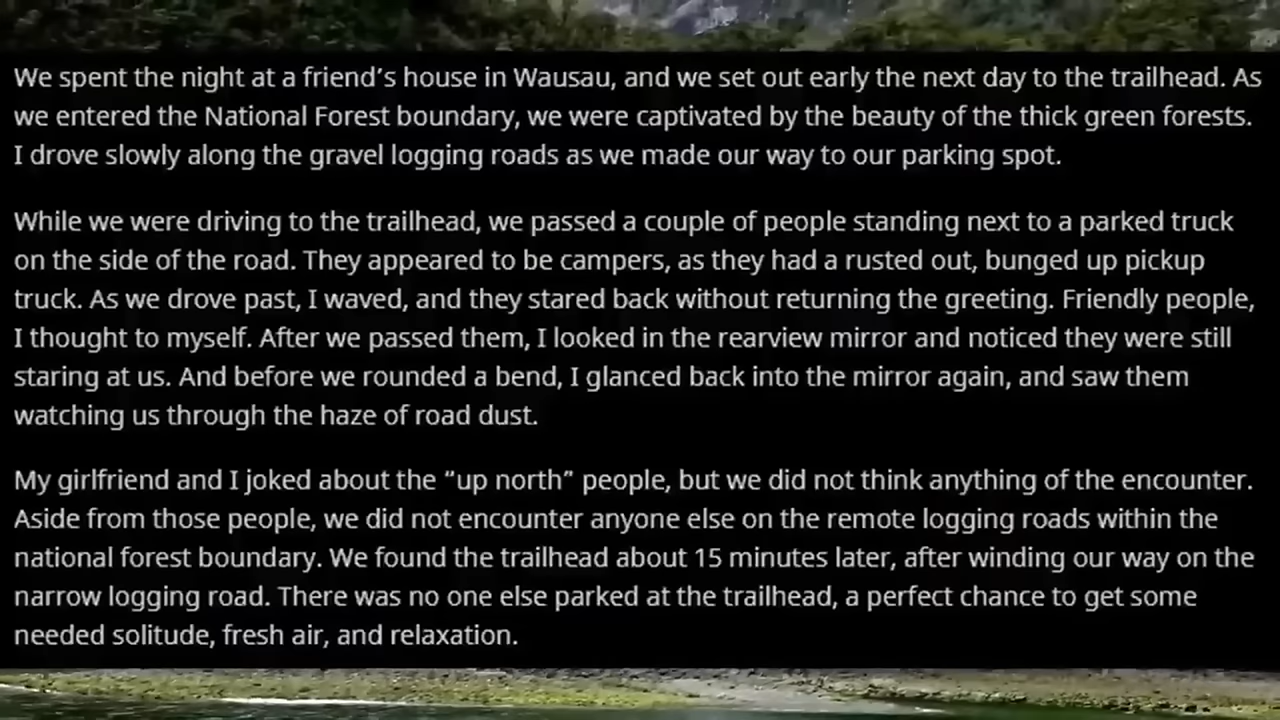 We spent the night at a friend’s house in Wausau, and we set out early the next day to the trailhead. As
we entered the National Forest boundary, we were captivated by the beauty of the thick green forests.
I drove slowly along the gravel logging roads as we made our way to our parking spot.
While we were driving to the trailhead, we passed a couple of people standing next to a parked truck
on the side of the road. They appeared to be campers, as they had a rusted out, bunged up pickup
truck. As we drove past, I waved, and they stared back without returning the greeting. Friendly people,
I thought to myself. After we passed them, I looked in the rearview mirror and noticed they were still
staring at us. And before we rounded a bend, I glanced back into the mirror again, and saw them
watching us through the haze of road dust.
My girlfriend and I joked about the “up north” people, but we did not think anything of the encounter.
Aside from those people, we did not encounter anyone else on the remote logging roads within the
national forest boundary. We found the trailhead about 15 minutes later, after winding our way on the
narrow logging road. There was no one else parked at the trailhead, a perfect chance to get some
needed solitude, fresh air, and relaxation.